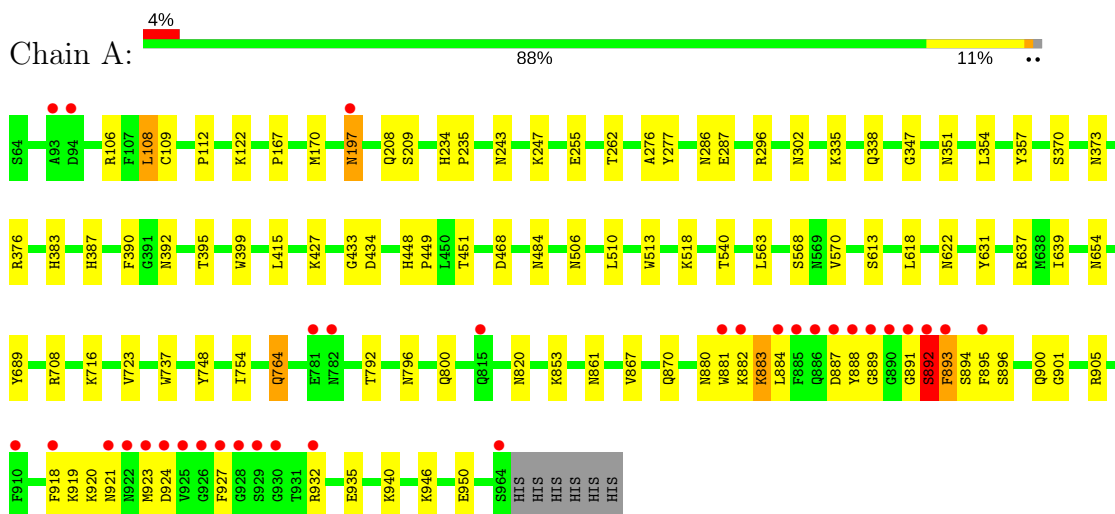 4%
Chain A:
88% 11% ••
S64 A93 D94 R106 F107 L108 C109 P112 K122 P167 M170 N197 Q208 S209 H234 P235 N243 K247 E255 T262 A276 Y277 N286 E287 R296 N302 K335 Q338 G347 N351 L354 Y357 S370 N373
R376 H383 H387 F390 G391 N392 T395 W399 L415 K427 G433 D434 H448 P449 L450 T451 D468 N484 N506 L510 W513 K518 T540 L563 S568 N569 V570 S613 L618 N622 Y631 R637 M638 I639 N654
Y689 R708 K716 V723 W737 Y748 I754 Q764 E781 N782 T792 N796 Q800 Q815 N820 K853 N861 V867 Q870 N880 W881 K882 K883 L884 F885 Q886 D887 Y888 G889 G890 G891 S892 F893 S894 F895 S896 Q900 G901 R905
F910 F918 K919 K920 N921 N922 M923 D924 V925 G926 F927 G928 S929 G930 T931 R932 E935 K940 K946 E950 S964 HIS HIS HIS HIS HIS HIS